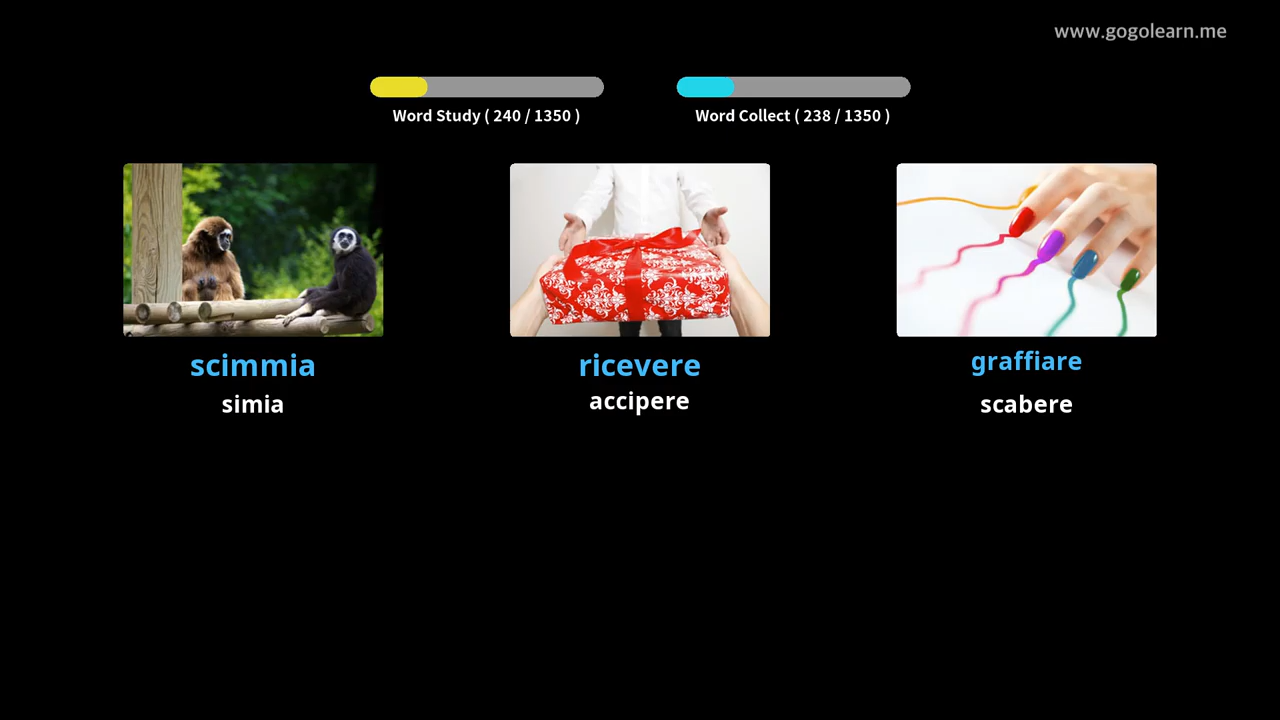 www.gogolearn.me
Word Study ( 240 / 1350 )
Word Collect ( 238 / 1350 )
scimmia
simia
ricevere
accipere
graffiare
scabere